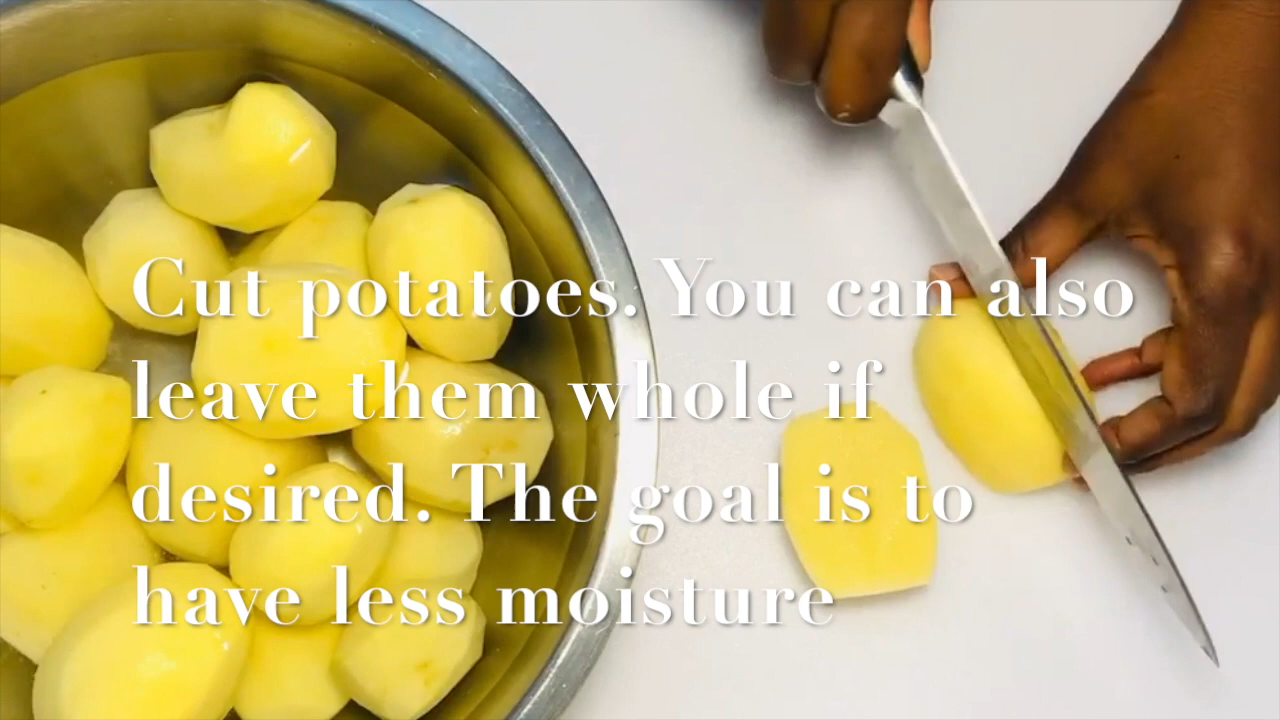 Cut potatoes. You can also
leave them whole if
desired. The goal is to
have less moisture